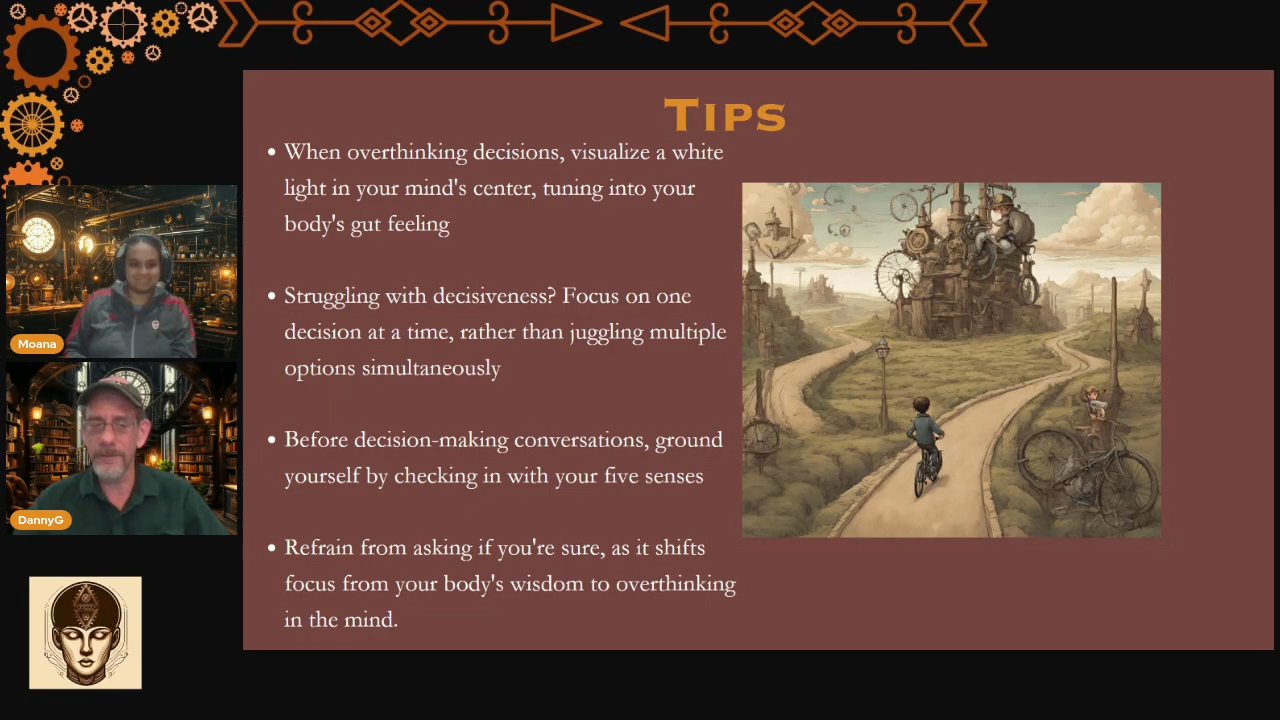 Tips
• When overthinking decisions, visualize a white
light in your mind's center, tuning into your
body's gut feeling
• Struggling with decisiveness? Focus on one
decision at a time, rather than juggling multiple
options simultaneously
• Before decision-making conversations, ground
yourself by checking in with your five senses
• Refrain from asking if you're sure, as it shifts
focus from your body's wisdom to overthinking
in the mind.
Moana
DannyG